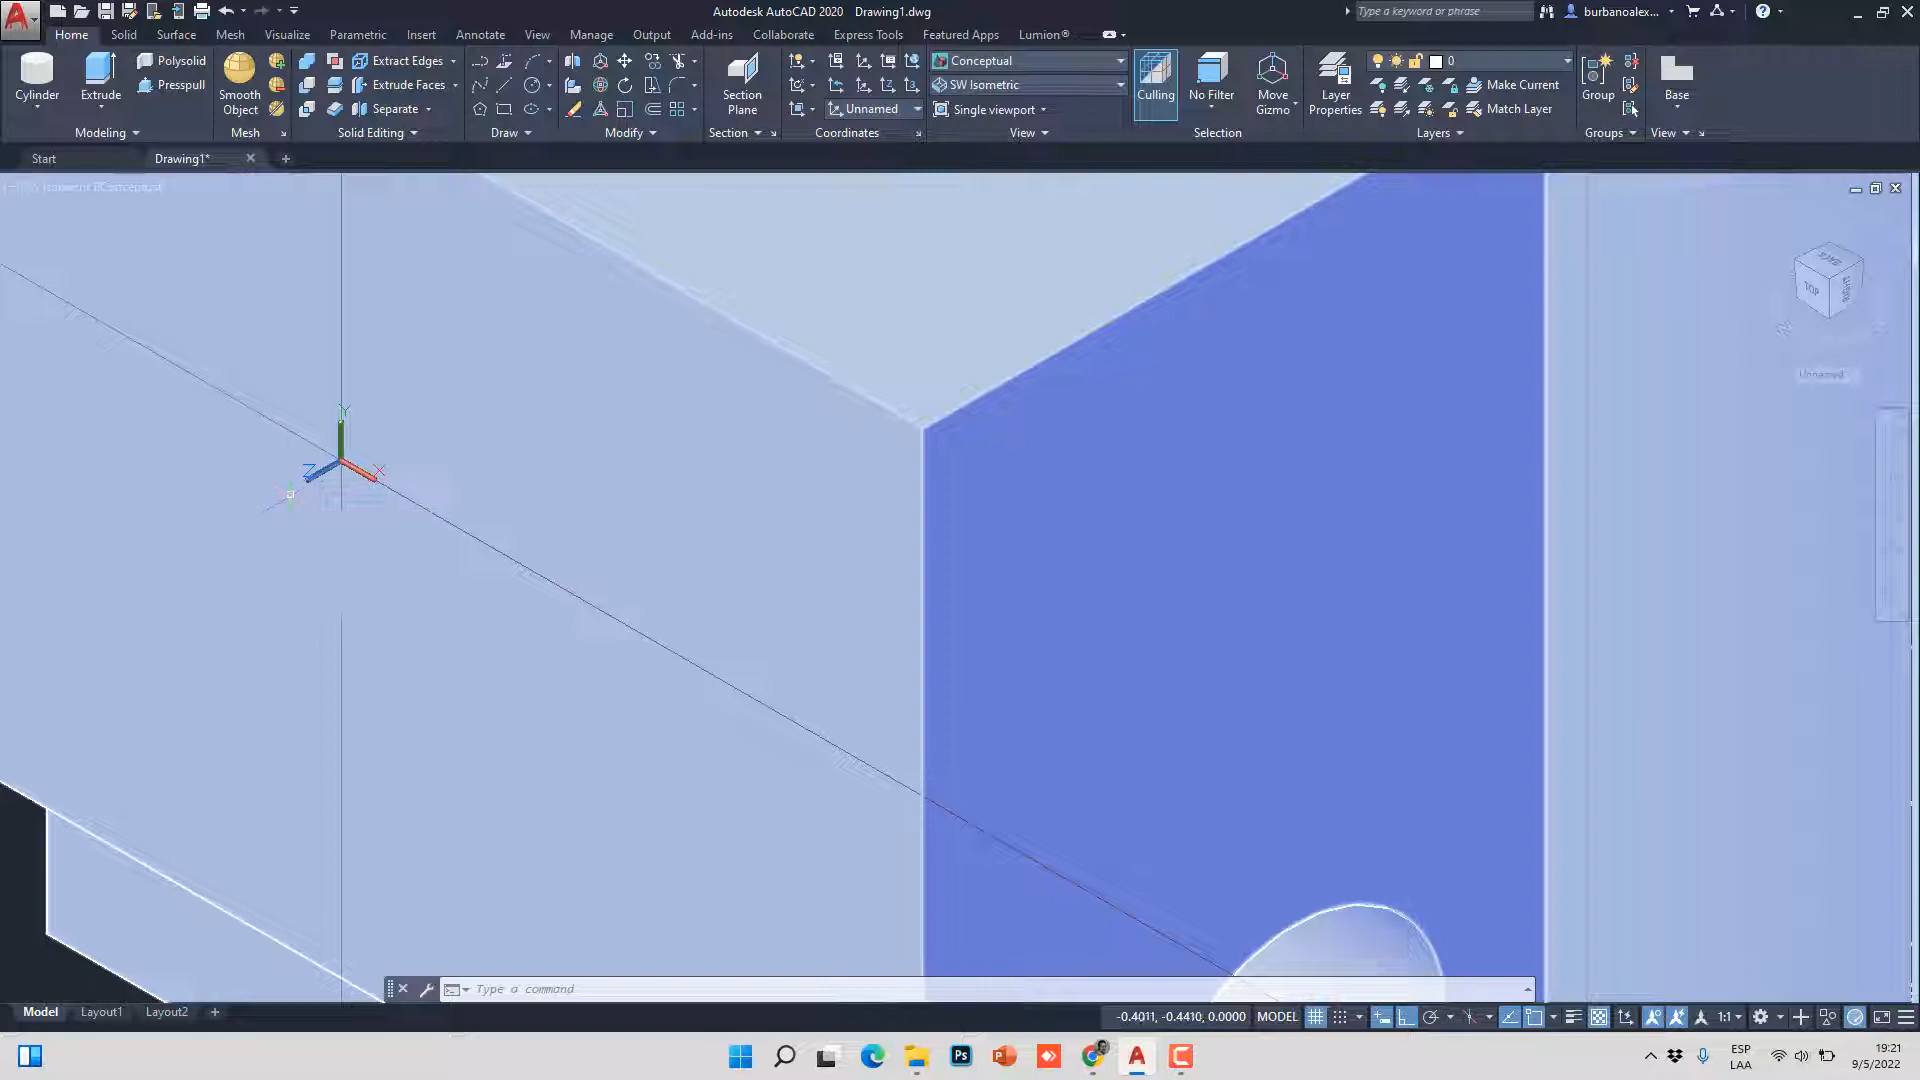 Autodesk AutoCAD 2020 Drawing1.dwg
Type a keyword or phrase
burbanoalex...
Home Solid Surface Mesh Visualize Parametric Insert Annotate View Manage Output Add-ins Collaborate Express Tools Featured Apps Lumion®
Cylinder
Extrude
Polysolid
Presspull
Modeling
Smooth
Object
Mesh
Extract Edges
Extrude Faces
Separate
Solid Editing
Draw
Modify
Section
Plane
Section
Unnamed
Coordinates
Conceptual
SW Isometric
Single viewport
View
Culling
No Filter
Move
Gizmo
Selection
Layer
Properties
0
Make Current
Match Layer
Layers
Group
Groups
Base
View
Start
Drawing1*
BACK
TOP
Unnamed
Y
Z
X
Type a command
Model Layout1 Layout2
-0.4011, -0.4410, 0.0000 MODEL
1:1
Ps
ESP
LAA
19:21
9/5/2022